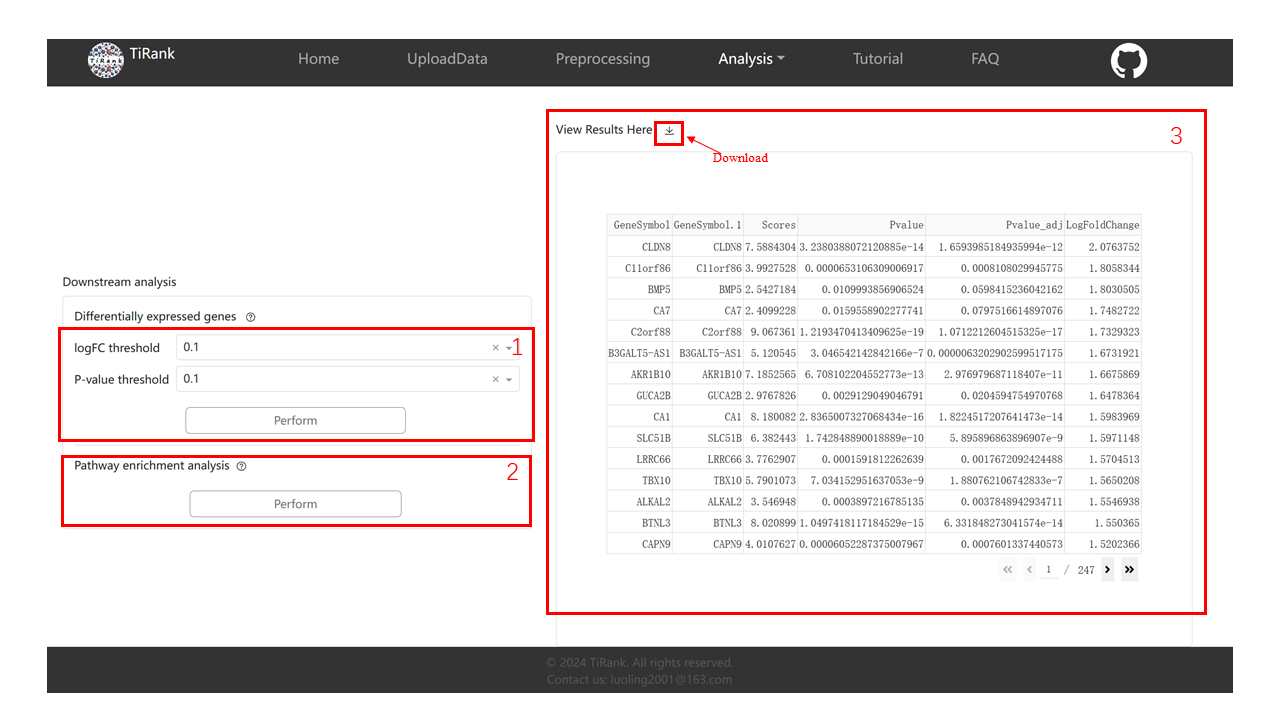 TiRank
Home
UploadData
Preprocessing
Analysis
Tutorial
FAQ
View Results Here
3
Download
GeneSymbol GeneSymbol.1 Scores Pvalue Pvalue_adj LogFoldChange
CLDN8 CLDN8 7.5884304 3.2380388072120885e-14 1.6593985184935994e-12 2.0763752
C11orf86 C11orf86 3.9927528 0.0000653106309006917 0.0008108029945775 1.8058344
BMP5 BMP5 2.5427184 0.0109993856906524 0.0598415236042162 1.8030505
CA7 CA7 2.4099228 0.0159558902277741 0.0797516614897076 1.7482722
C2orf88 C2orf88 9.067361 1.2193470413409625e-19 1.0712212604515325e-17 1.7329323
B3GALT5-AS1 B3GALT5-AS1 5.120545 3.046542142842166e-7 0.0000063202902599517175 1.6731921
AKR1B10 AKR1B10 7.1852565 6.708102204552773e-13 2.976979687118407e-11 1.6675869
GUCA2B GUCA2B 2.9767826 0.0029129049046791 0.0204594754970768 1.6478364
CA1 CA1 8.180082 2.8365007327068434e-16 1.8224517207641473e-14 1.5983969
SLC51B SLC51B 6.382443 1.742848890018889e-10 5.895896863896907e-9 1.5971148
LRRC66 LRRC66 3.7762907 0.0001591812262639 0.0017672092424488 1.5704513
TBX10 TBX10 5.7901073 7.034152951637053e-9 1.880762106742833e-7 1.5650208
ALKAL2 ALKAL2 3.546948 0.0003897216785135 0.0037848942934711 1.5546938
BTNL3 BTNL3 8.020899 1.0497418117184529e-15 6.331848273041574e-14 1.550365
CAPN9 CAPN9 4.0107627 0.00006052287375007967 0.0007601337440573 1.5202366
1 / 247
Downstream analysis
Differentially expressed genes
logFC threshold 0.1
1
P-value threshold 0.1
Perform
Pathway enrichment analysis
2
Perform
© 2024 TiRank. All rights reserved.
Contact us: luoling2001@163.com